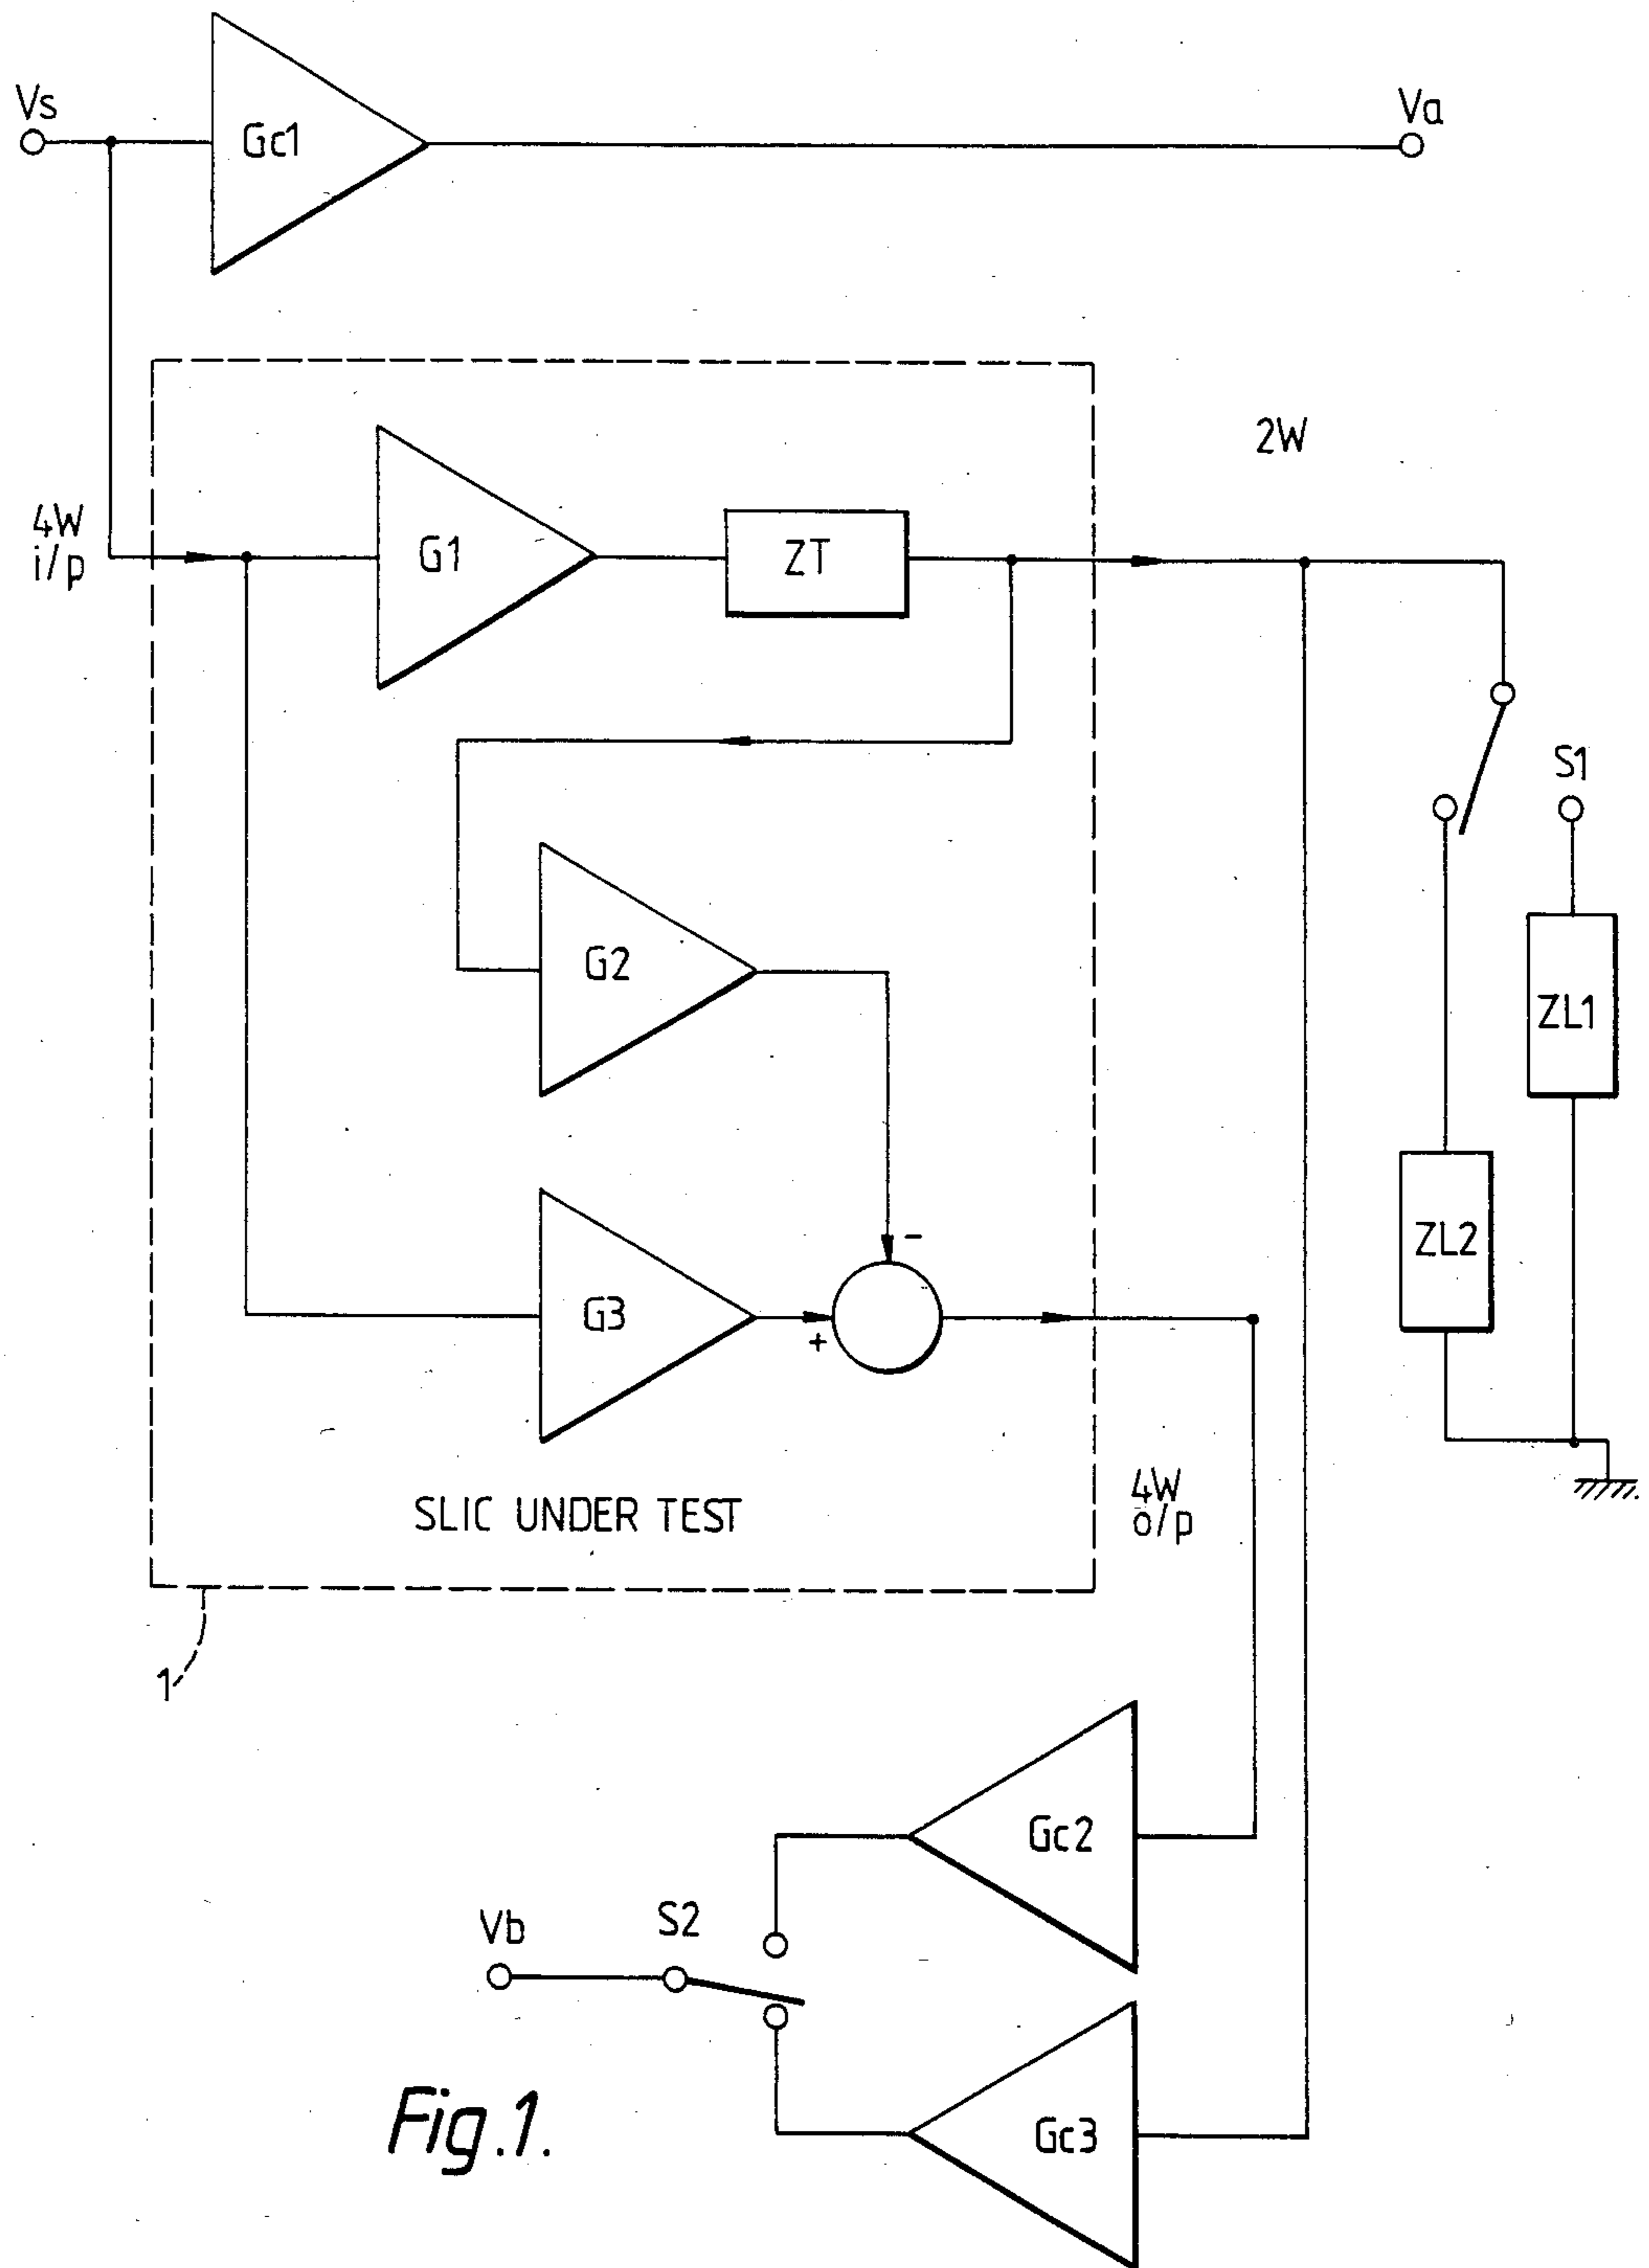 Vs
Gc1
Va
2W
4W
i/p
G1
ZT
S1
G2
ZL1
-
ZL2
G3
+
4W
o/p
SLIC UNDER TEST
1
Gc2
Vb
S2
Gc3
Fig.1.